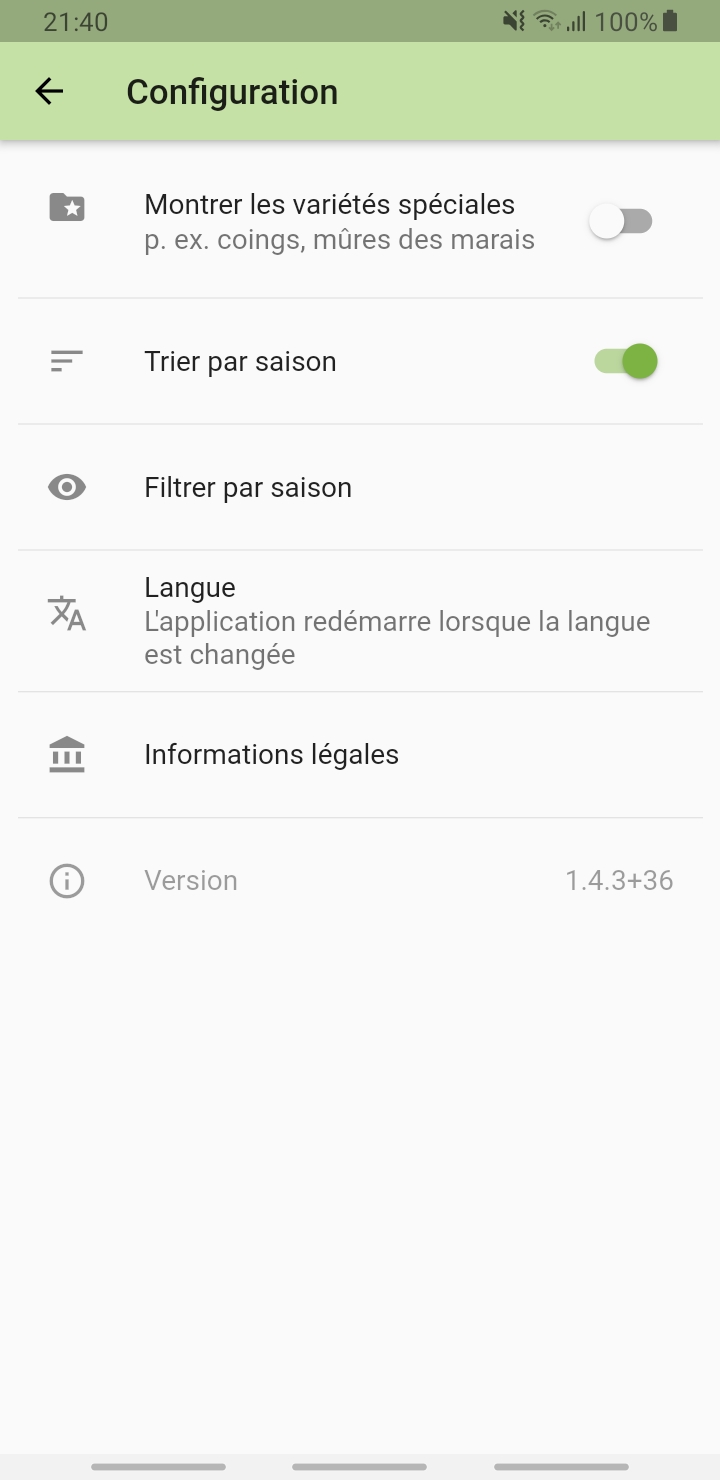 21:40
100%
Configuration
Montrer les variétés spéciales
p. ex. coings, mûres des marais
Trier par saison
Filtrer par saison
Langue
L'application redémarre lorsque la langue
est changée
Informations légales
Version 1.4.3+36